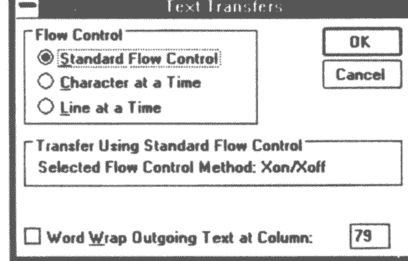 Text Transfers
Flow Control
Standard Flow Control
Character at a Time
Line at a Time
OK
Cancel
Transfer Using Standard Flow Control
Selected Flow Control Method: Xon/Xoff
Word Wrap Outgoing Text at Column: 79